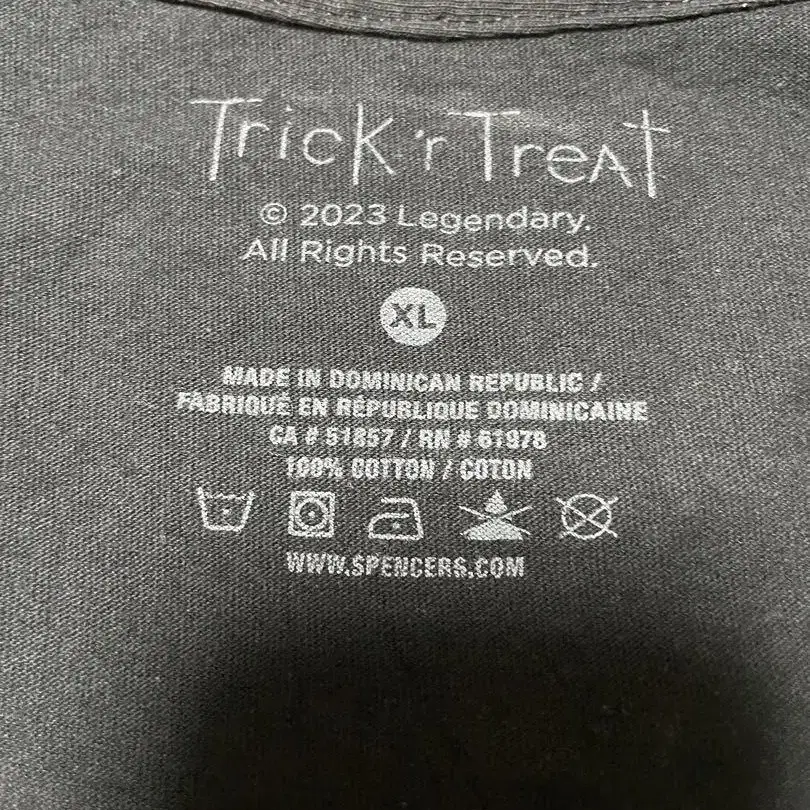 Trick 'r Treat
© 2023 Legendary.
All Rights Reserved.
XL
MADE IN DOMINICAN REPUBLIC /
FABRIQUÉ EN RÉPUBLIQUE DOMINICAINE
CA # 51857 / RN # 61978
100% COTTON / COTON
WWW.SPENCERS.COM